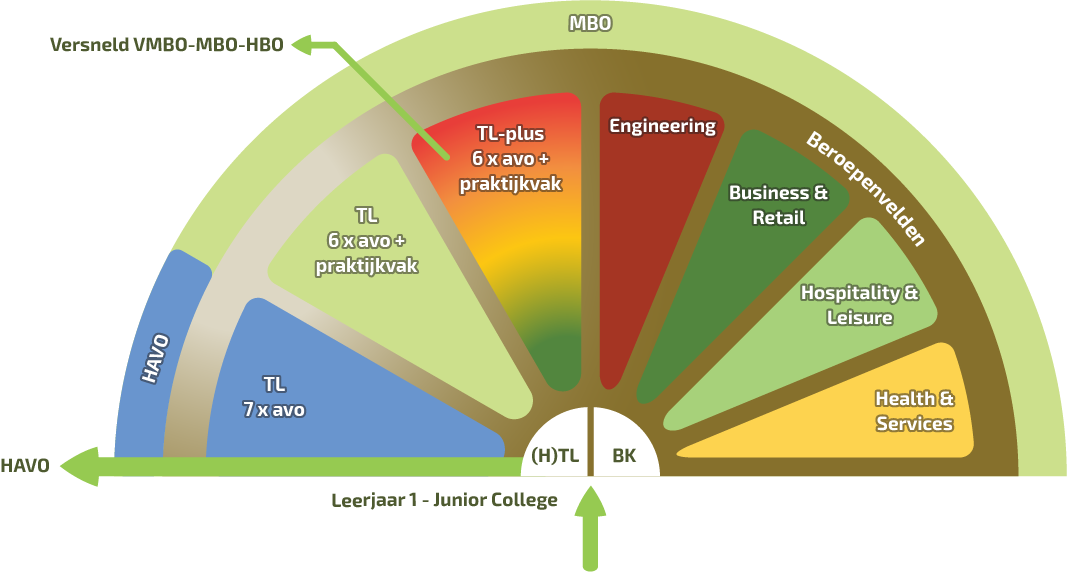 MBO
Versneld VMBO-MBO-HBO
TL-plus
6 x avo +
praktijkvak
Engineering
Beroepenvelden
Business &
Retail
TL
6 x avo +
praktijkvak
Hospitality &
Leisure
HAVO
TL
7 x avo
Health &
Services
(H)TL
BK
HAVO
Leerjaar 1 - Junior College